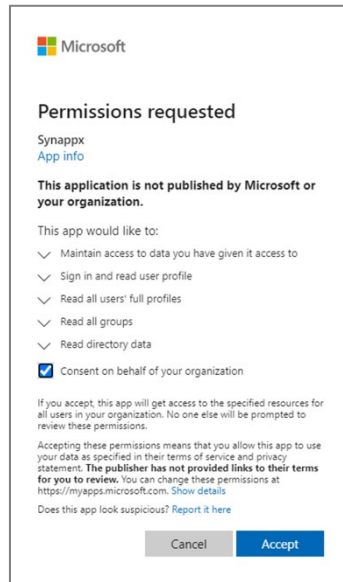 Microsoft
Permissions requested
Synappx
App info
This application is not published by Microsoft or
your organization.
This app would like to:
Maintain access to data you have given it access to
Sign in and read user profile
Read all users' full profiles
Read all groups
Read directory data
Consent on behalf of your organization
If you accept, this app will get access to the specified resources for
all users in your organization. No one else will be prompted to
review these permissions.
Accepting these permissions means that you allow this app to use
your data as specified in their terms of service and privacy
statement. The publisher has not provided links to their terms
for you to review. You can change these permissions at
https://myapps.microsoft.com. Show details
Does this app look suspicious? Report it here
Cancel Accept